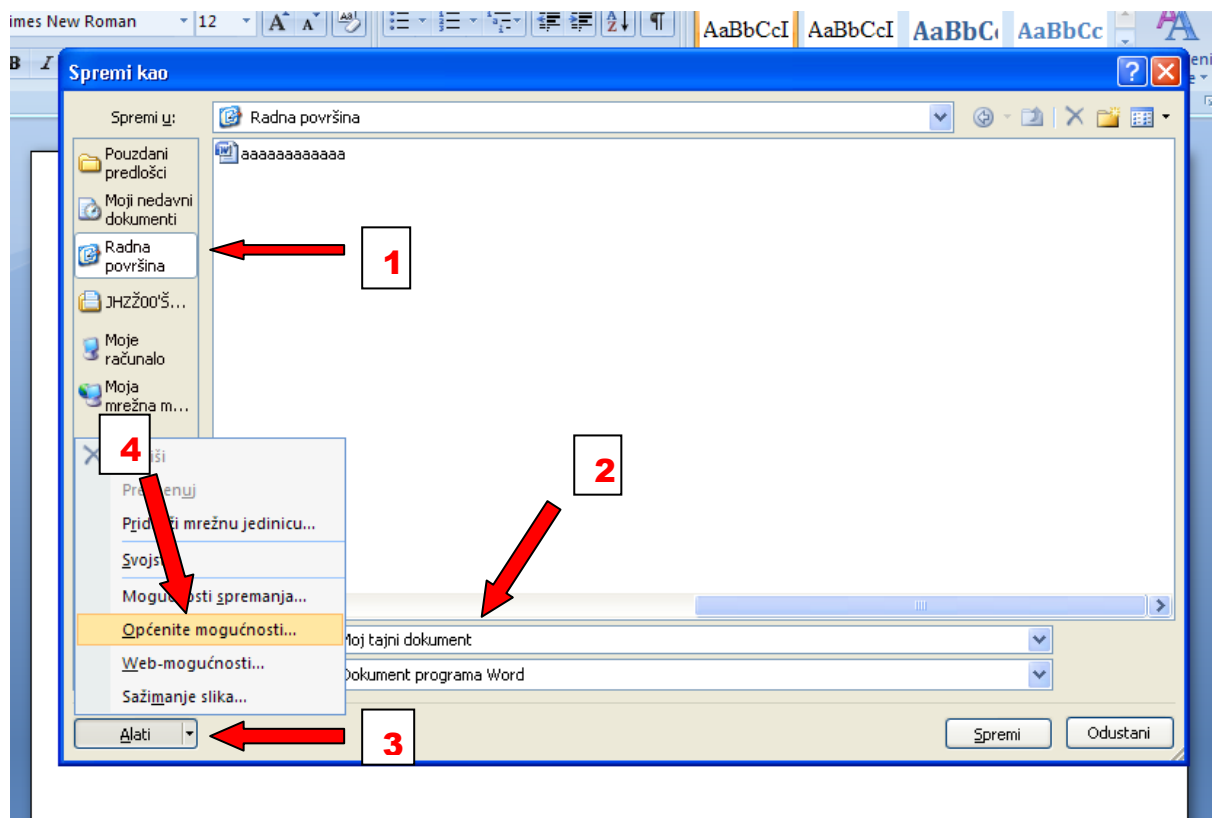 imes New Roman 12
AaBbCcI AaBbCcI AaBbC AaBbCc
B I
Spremi kao
Spremi u: Radna površina
Pouzdani
predlošci
aaaaaaaaaaaa
Moji nedavni
dokumenti
Radna
površina
1
JHZŽ00'Š...
Moje
računalo
Moja
mrežna m...
4
2
mrežnu jedinicu...
Mogućnosti spremanja...
Općenite mogućnosti...
Moj tajni dokument
Web-mogućnosti...
Dokument programa Word
Sažimanje slika...
Alati
3
Spremi Odustani